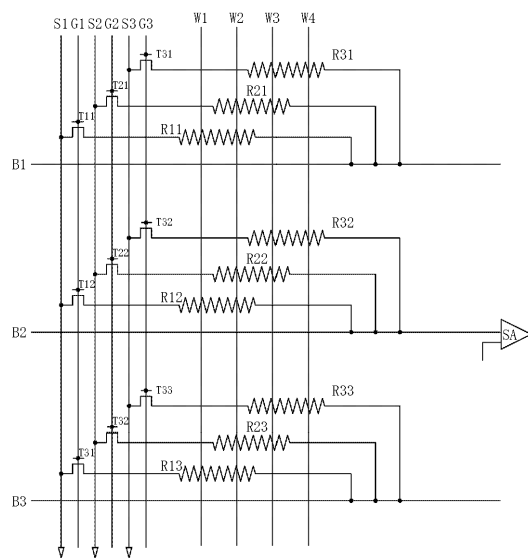 S1 G1 S2 G2 S3 G3 W1 W2 W3 W4
T31 R31
T21 R21
T11 R11
B1
T32 R32
T22 R22
T12 R12
B2 SA
T33 R33
T32 R23
T31 R13
B3